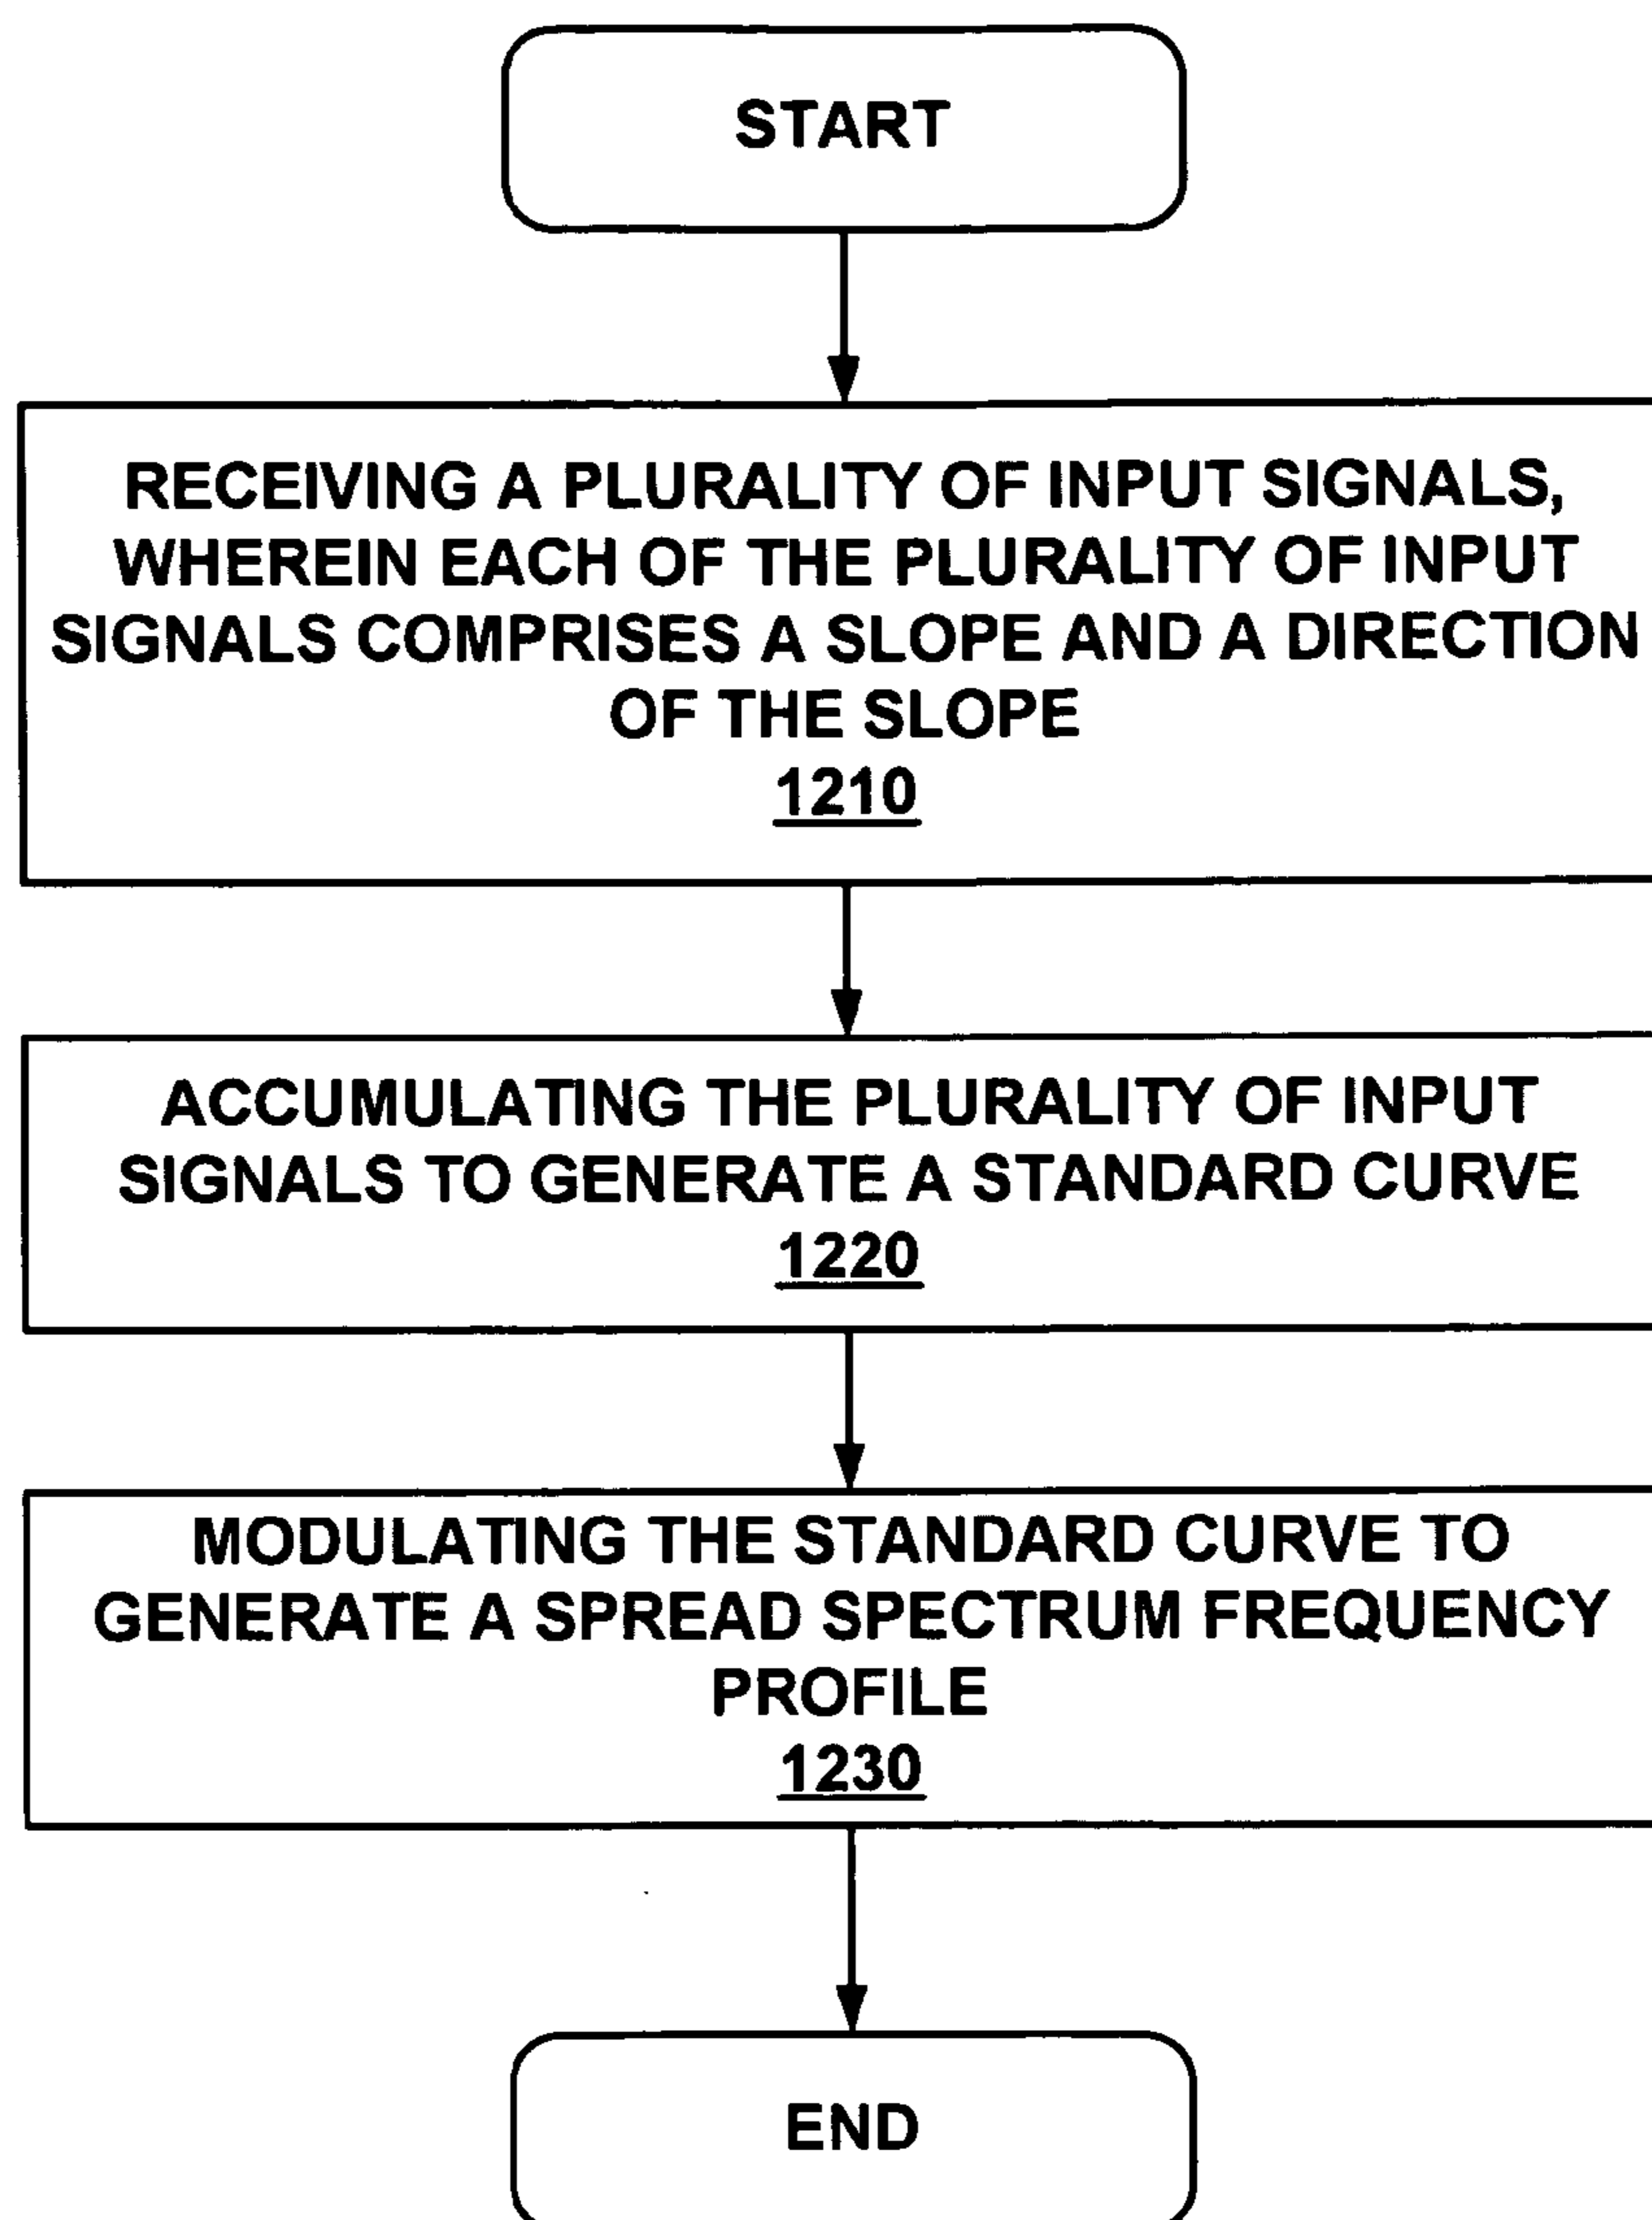 START
RECEIVING A PLURALITY OF INPUT SIGNALS,
WHEREIN EACH OF THE PLURALITY OF INPUT
SIGNALS COMPRISES A SLOPE AND A DIRECTION
OF THE SLOPE
1210
ACCUMULATING THE PLURALITY OF INPUT
SIGNALS TO GENERATE A STANDARD CURVE
1220
MODULATING THE STANDARD CURVE TO
GENERATE A SPREAD SPECTRUM FREQUENCY
PROFILE
1230
END